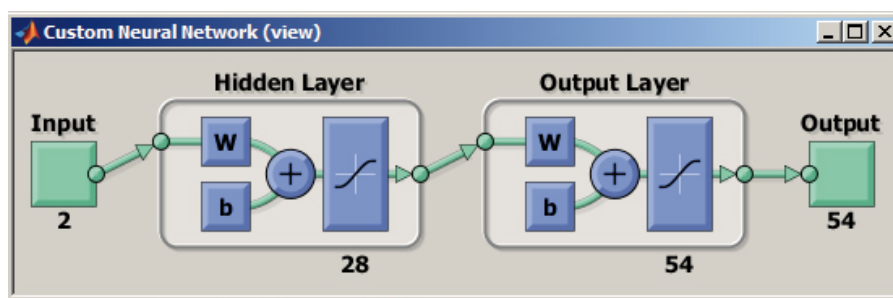 Custom Neural Network (view)
Hidden Layer
Output Layer
Input
Output
W
W
b
b
2
28
54
54